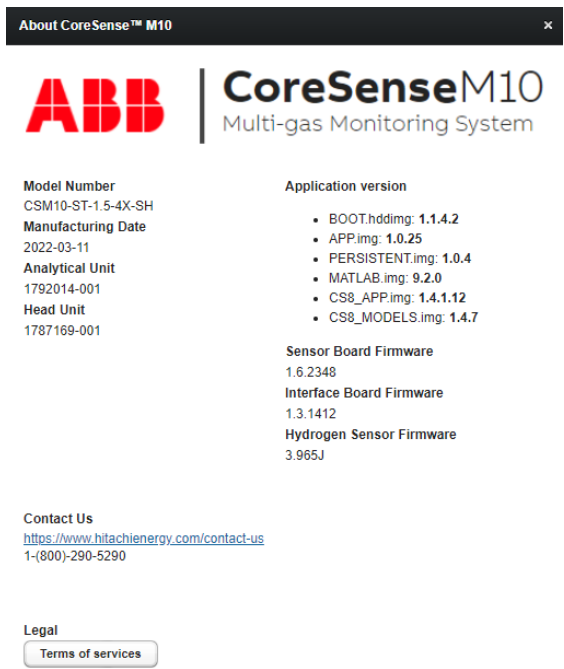 About CoreSense™ M10
×
ABB
CoreSenseM10
Multi-gas Monitoring System
Model Number
CSM10-ST-1.5-4X-SH
Manufacturing Date
2022-03-11
Analytical Unit
1792014-001
Head Unit
1787169-001
Application version
• BOOT.hddimg: 1.1.4.2
• APP.img: 1.0.25
• PERSISTENT.img: 1.0.4
• MATLAB.img: 9.2.0
• CS8_APP.img: 1.4.1.12
• CS8_MODELS.img: 1.4.7
Sensor Board Firmware
1.6.2348
Interface Board Firmware
1.3.1412
Hydrogen Sensor Firmware
3.965J
Contact Us
https://www.hitachienergy.com/contact-us
1-(800)-290-5290
Legal
Terms of services